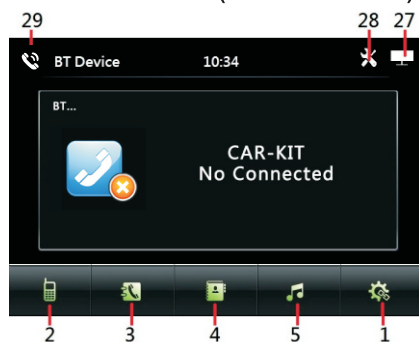 29 28 27
BT Device 10:34
BT...
CAR-KIT
No Connected
2 3 4 5 1